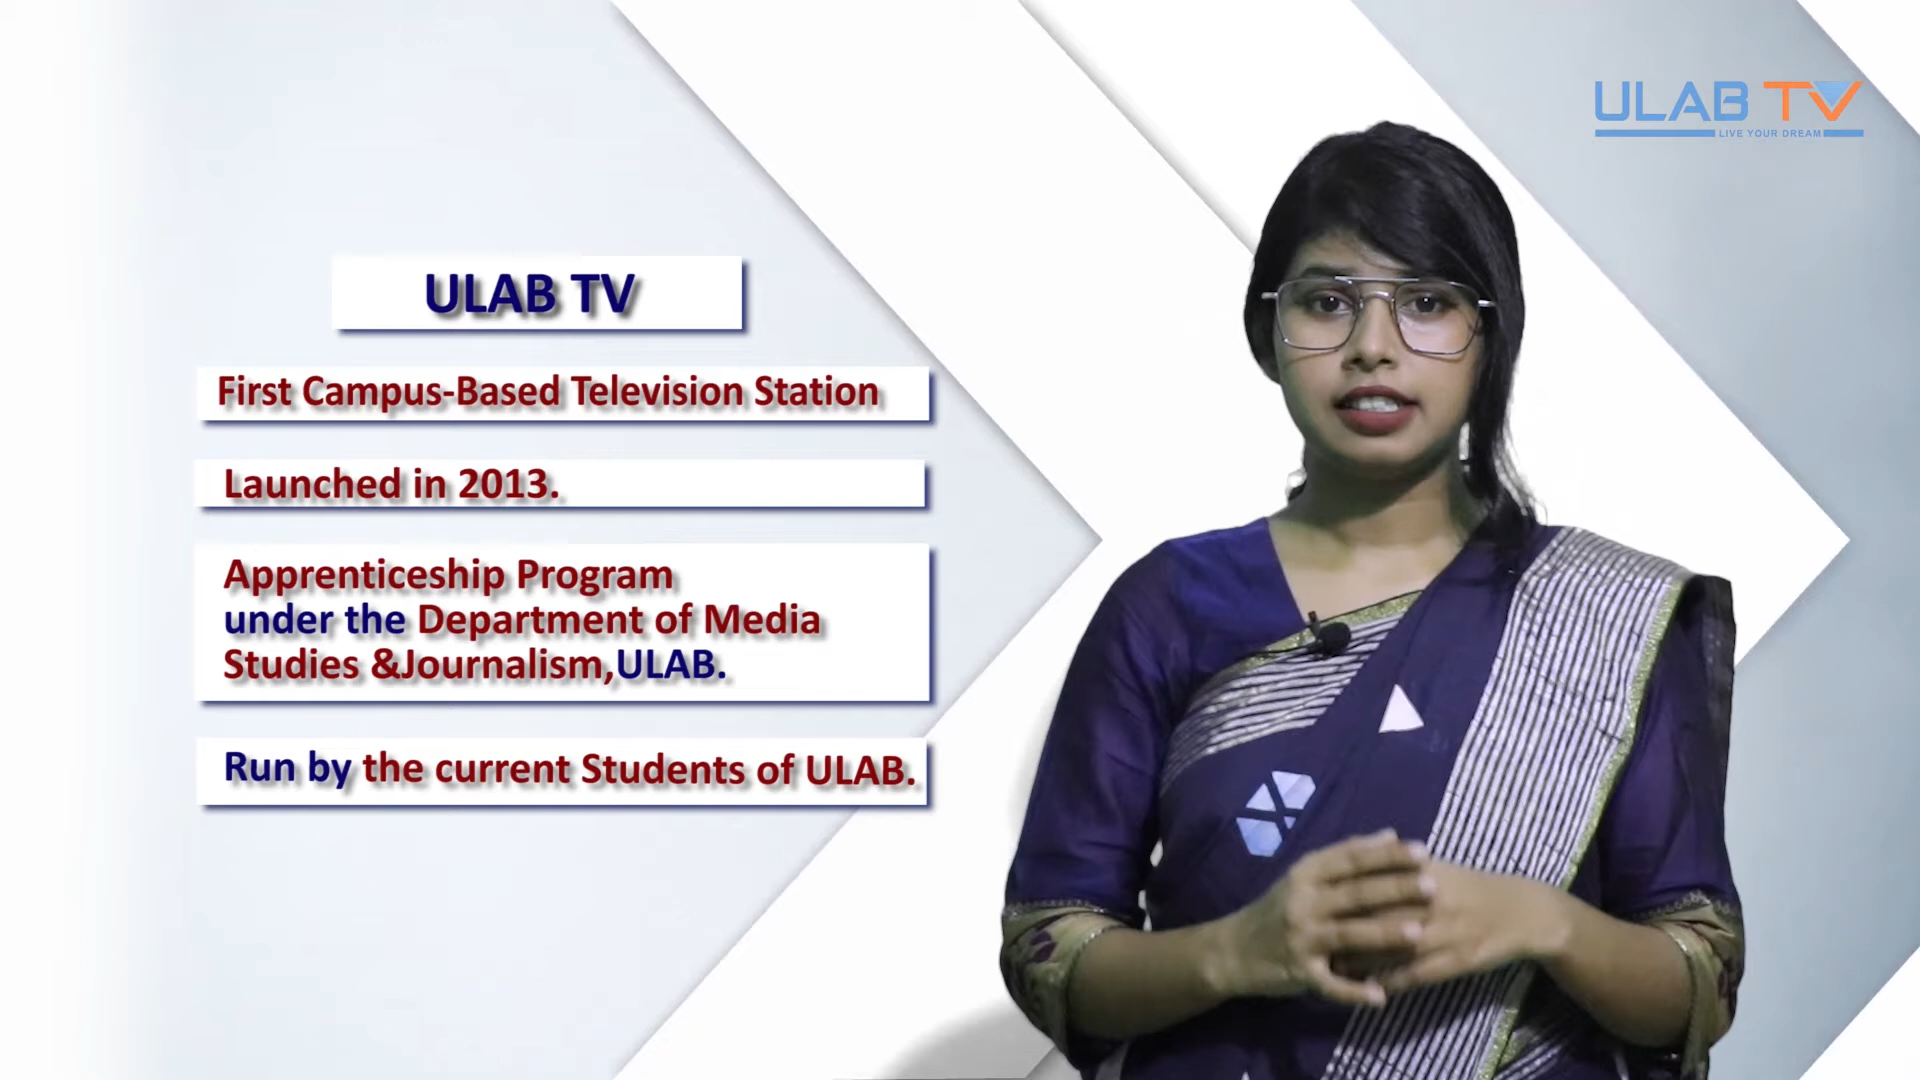 ULAB TV
LIVE YOUR DREAM
ULAB TV
First Campus-Based Television Station
Launched in 2013.
Apprenticeship Program
under the Department of Media
Studies &Journalism,ULAB.
Run by the current Students of ULAB.